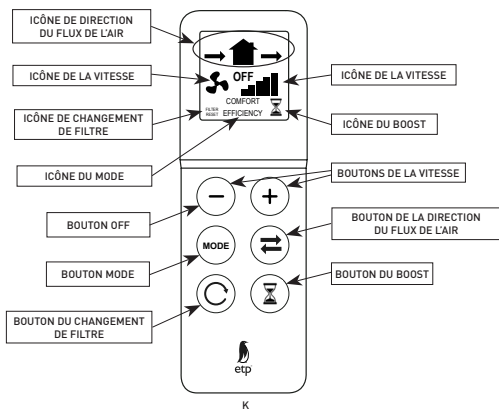 ICÔNE DE DIRECTION
DU FLUX DE L'AIR
ICÔNE DE LA VITESSE
OFF
ICÔNE DE LA VITESSE
COMFORT
ICÔNE DE CHANGEMENT
DE FILTRE
FILTER
RESET
EFFICIENCY
ICÔNE DU BOOST
ICÔNE DU MODE
BOUTONS DE LA VITESSE
BOUTON OFF
BOUTON DE LA DIRECTION
DU FLUX DE L'AIR
MODE
BOUTON MODE
BOUTON DU BOOST
BOUTON DU CHANGEMENT
DE FILTRE
etp
K